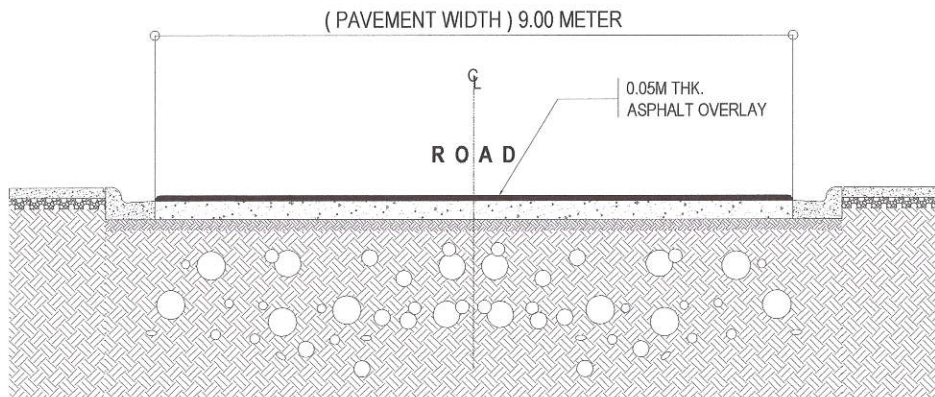 ( PAVEMENT WIDTH ) 9.00 METER
CL
0.05M THK.
ASPHALT OVERLAY
ROAD